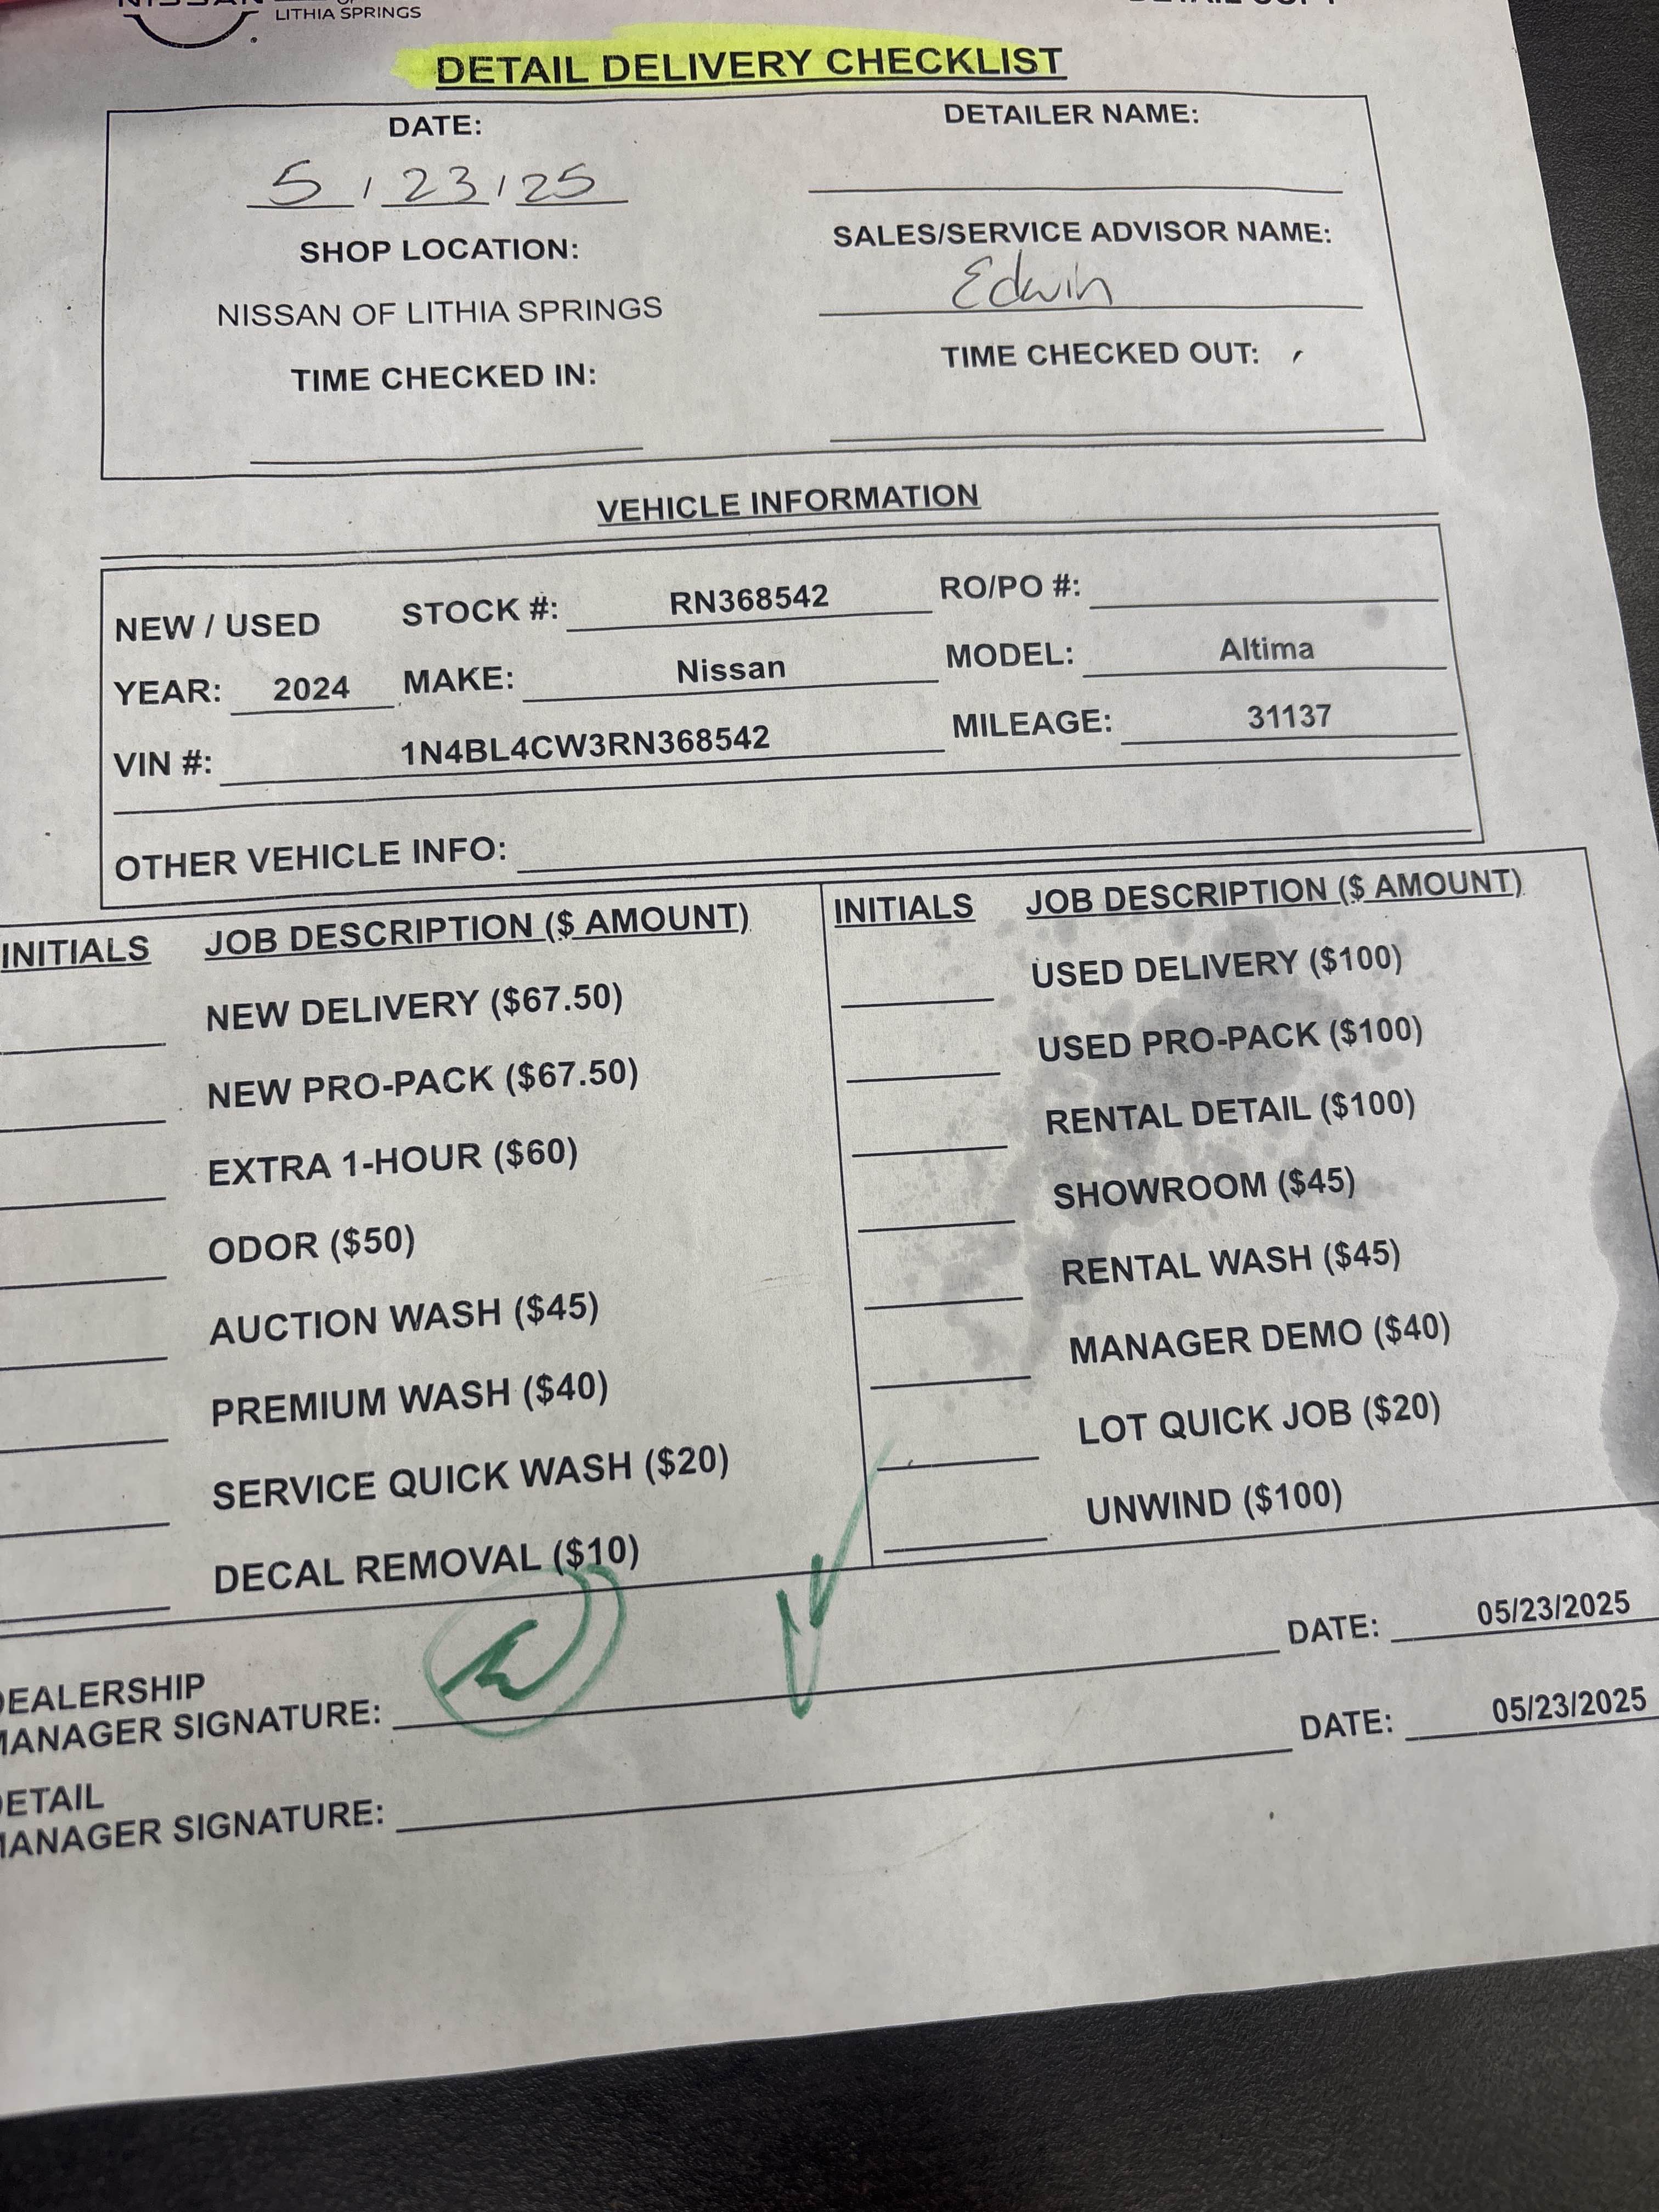 LITHIA SPRINGS
DETAIL DELIVERY CHECKLIST
DATE:
5 / 23 / 25
DETAILER NAME:
SHOP LOCATION:
NISSAN OF LITHIA SPRINGS
SALES/SERVICE ADVISOR NAME:
Edwin
TIME CHECKED IN:
TIME CHECKED OUT:
VEHICLE INFORMATION
NEW / USED STOCK #: RN368542 RO/PO #:
YEAR: 2024 MAKE: Nissan MODEL: Altima
VIN #: 1N4BL4CW3RN368542 MILEAGE: 31137
OTHER VEHICLE INFO:
INITIALS JOB DESCRIPTION ($ AMOUNT)
NEW DELIVERY ($67.50)
NEW PRO-PACK ($67.50)
EXTRA 1-HOUR ($60)
ODOR ($50)
AUCTION WASH ($45)
PREMIUM WASH ($40)
SERVICE QUICK WASH ($20)
DECAL REMOVAL ($10)
INITIALS JOB DESCRIPTION ($ AMOUNT)
USED DELIVERY ($100)
USED PRO-PACK ($100)
RENTAL DETAIL ($100)
SHOWROOM ($45)
RENTAL WASH ($45)
MANAGER DEMO ($40)
LOT QUICK JOB ($20)
UNWIND ($100)
EALERSHIP
MANAGER SIGNATURE: DATE: 05/23/2025
ETAIL
MANAGER SIGNATURE: DATE: 05/23/2025